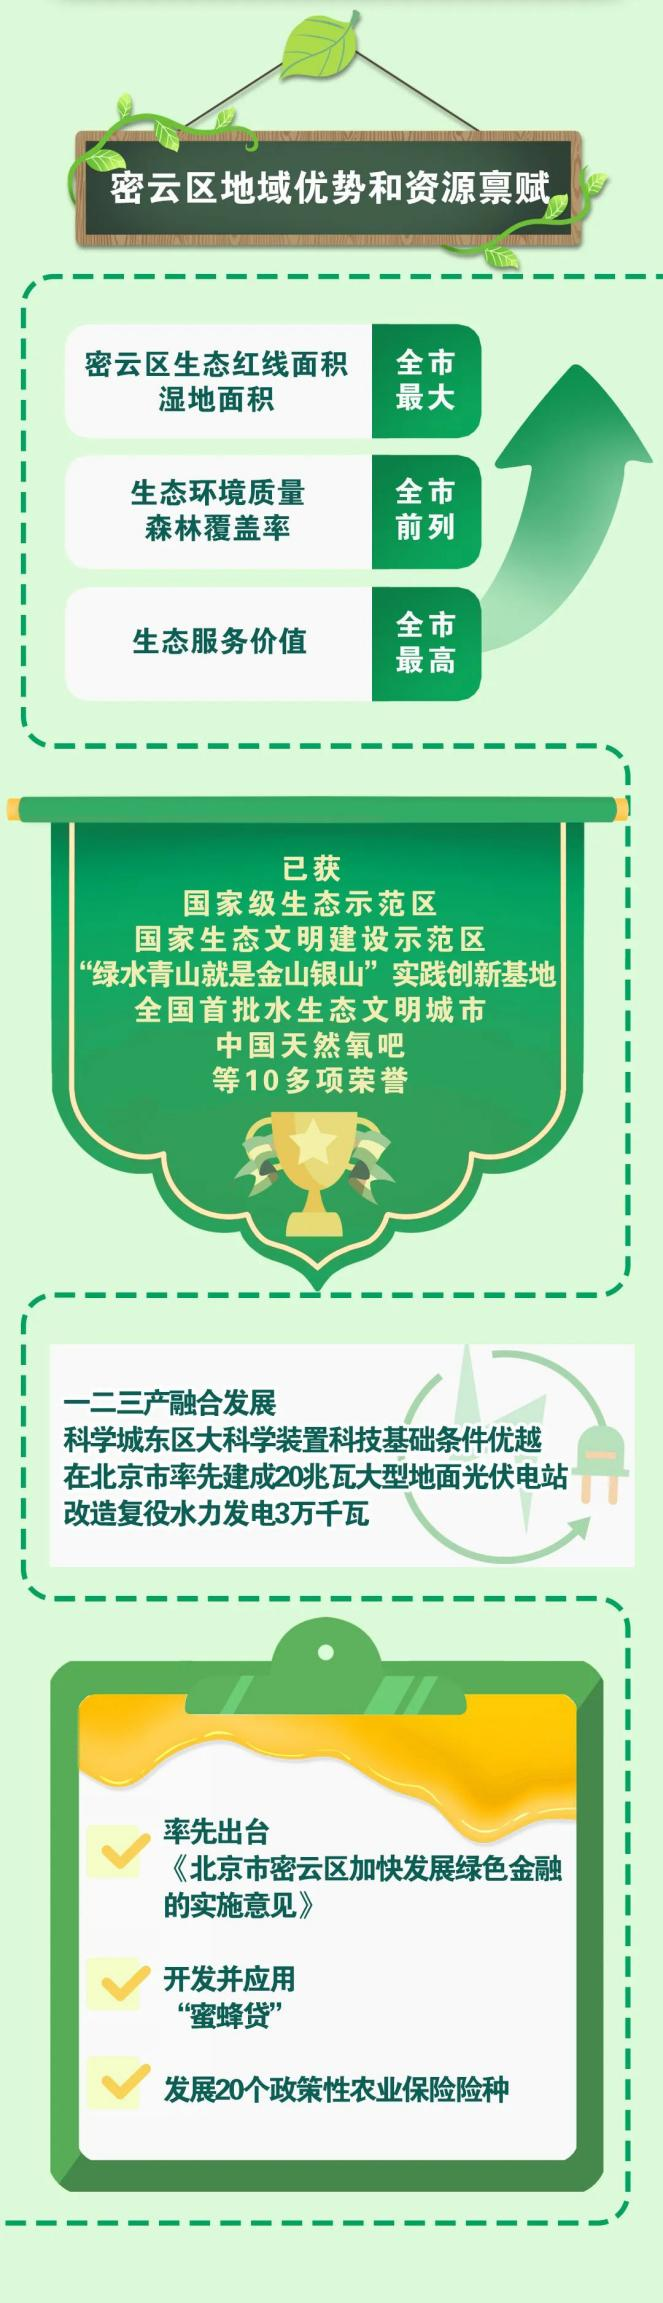 密云区地域优势和资源禀赋
密云区生态红线面积
湿地面积
全市
最大
生态环境质量
森林覆盖率
全市
前列
生态服务价值
全市
最高
已获
国家级生态示范区
国家生态文明建设示范区
“绿水青山就是金山银山”实践创新基地
全国首批水生态文明城市
中国天然氧吧
等10多项荣誉
一二三产融合发展
科学城东区大科学装置科技基础条件优越
在北京市率先建成20兆瓦大型地面光伏电站
改造复役水力发电3万千瓦
率先出台
《北京市密云区加快发展绿色金融
的实施意见》
开发并应用
“蜜蜂贷”
发展20个政策性农业保险险种